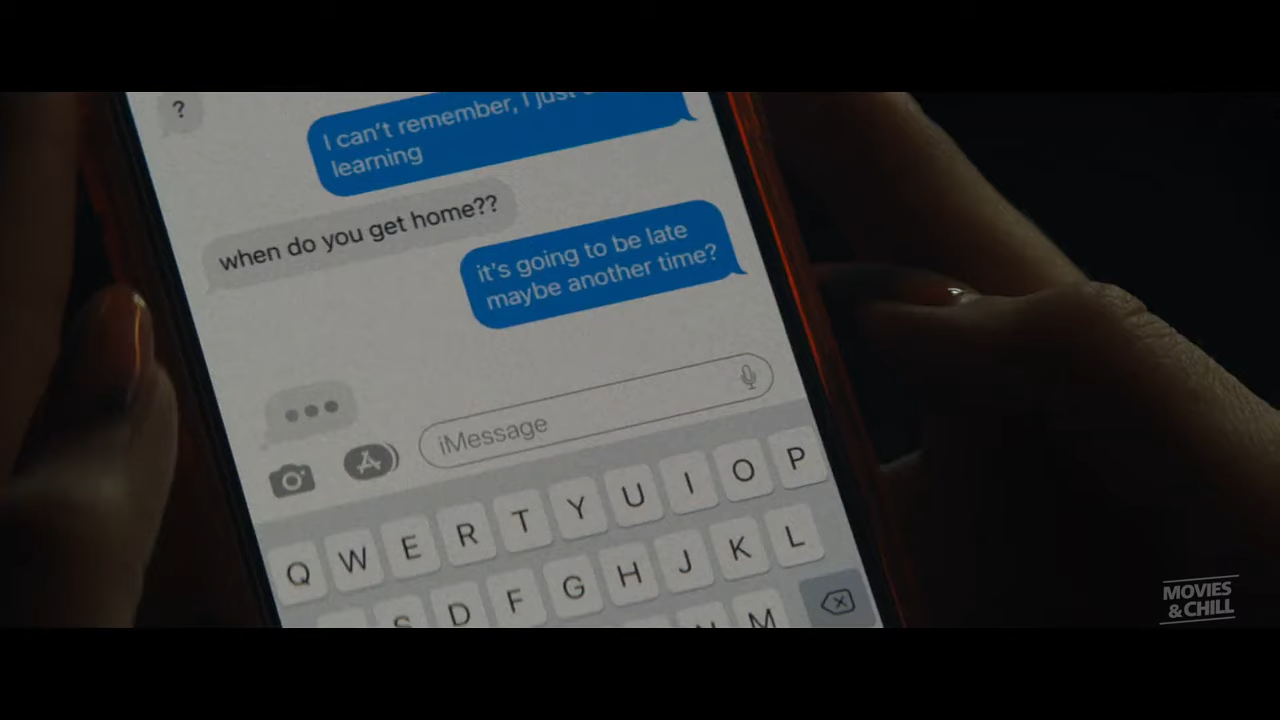 ?
I can't remember, I just
learning
when do you get home??
it's going to be late
maybe another time?
iMessage
Q W E R T Y U I O P
S D F G H J K L
N M
MOVIES
&CHILL